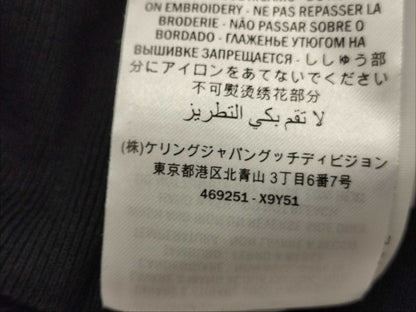 ON EMBROIDERY - NE PAS REPASSER LA
BRODERIE - NÃO PASSAR SOBRE O
BORDADO - ГЛАЖЕНЬЕ УТЮГОМ НА
ВЫШИВКЕ ЗАПРЕЩАЕТСЯ - ししゅう部
分にアイロンをあてないでください
不可熨烫绣花部分
لا تقم بكي التطريز
(株)ケリングジャパングッチディビジョン
東京都港区北青山 3丁目6番7号
469251 - X9Y51